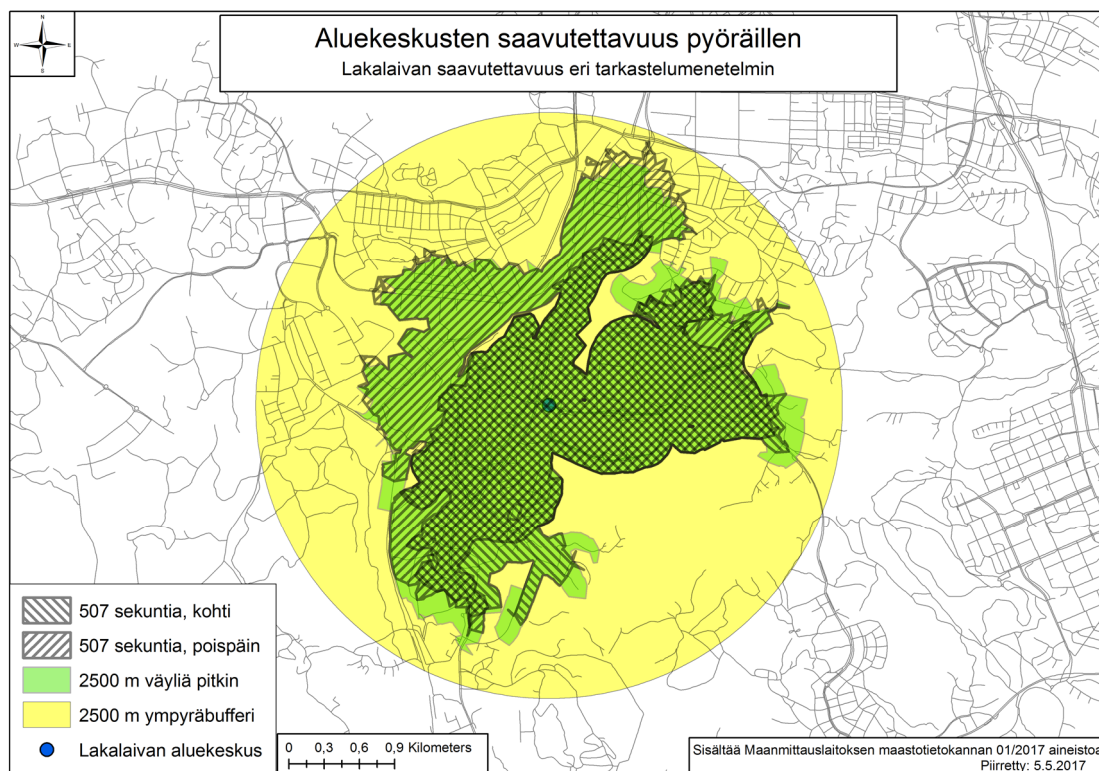 N
W E
S
Aluekeskusten saavutettavuus pyöräillen
Lakalaivan saavutettavuus eri tarkastelumenetelmin
507 sekuntia, kohti
507 sekuntia, poispäin
2500 m väyliä pitkin
2500 m ympyräbufferi
Lakalaivan aluekeskus
0 0,3 0,6 0,9 Kilometers
Sisältää Maanmittauslaitoksen maastotietokannan 01/2017 aineistoa
Piirretty: 5.5.2017